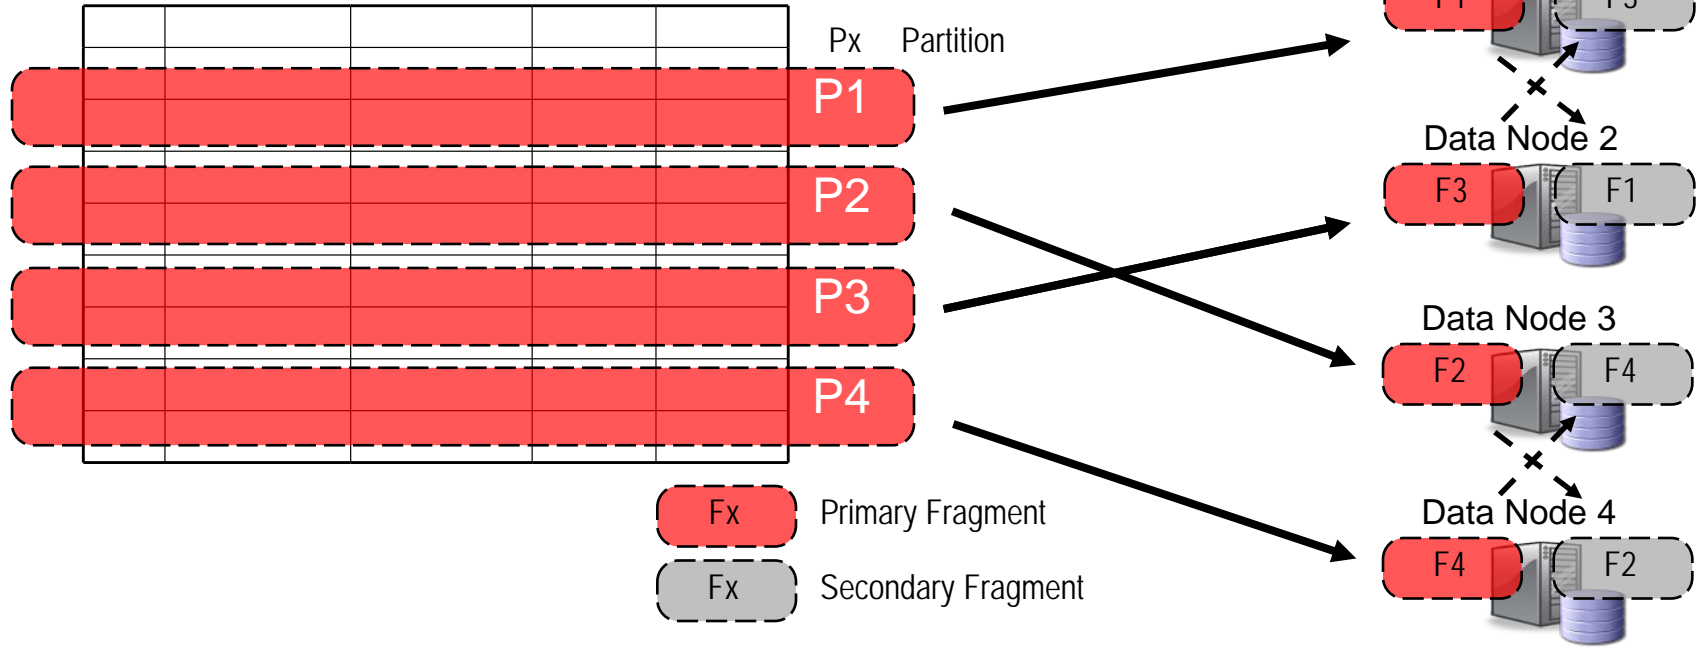 Px Partition
P1
P2
P3
P4
Fx Primary Fragment
Fx Secondary Fragment
Data Node 2
F3 F1
Data Node 3
F2 F4
Data Node 4
F4 F2